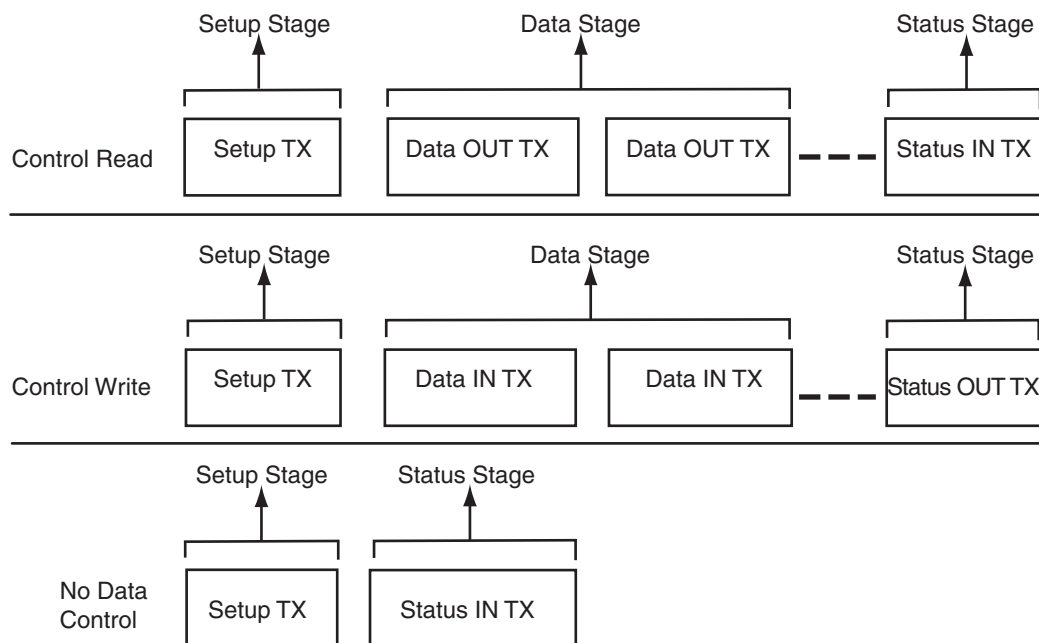 Setup Stage Data Stage Status Stage
Control Read Setup TX Data OUT TX Data OUT TX Status IN TX
Setup Stage Data Stage Status Stage
Control Write Setup TX Data IN TX Data IN TX Status OUT TX
Setup Stage Status Stage
No Data
Control Setup TX Status IN TX